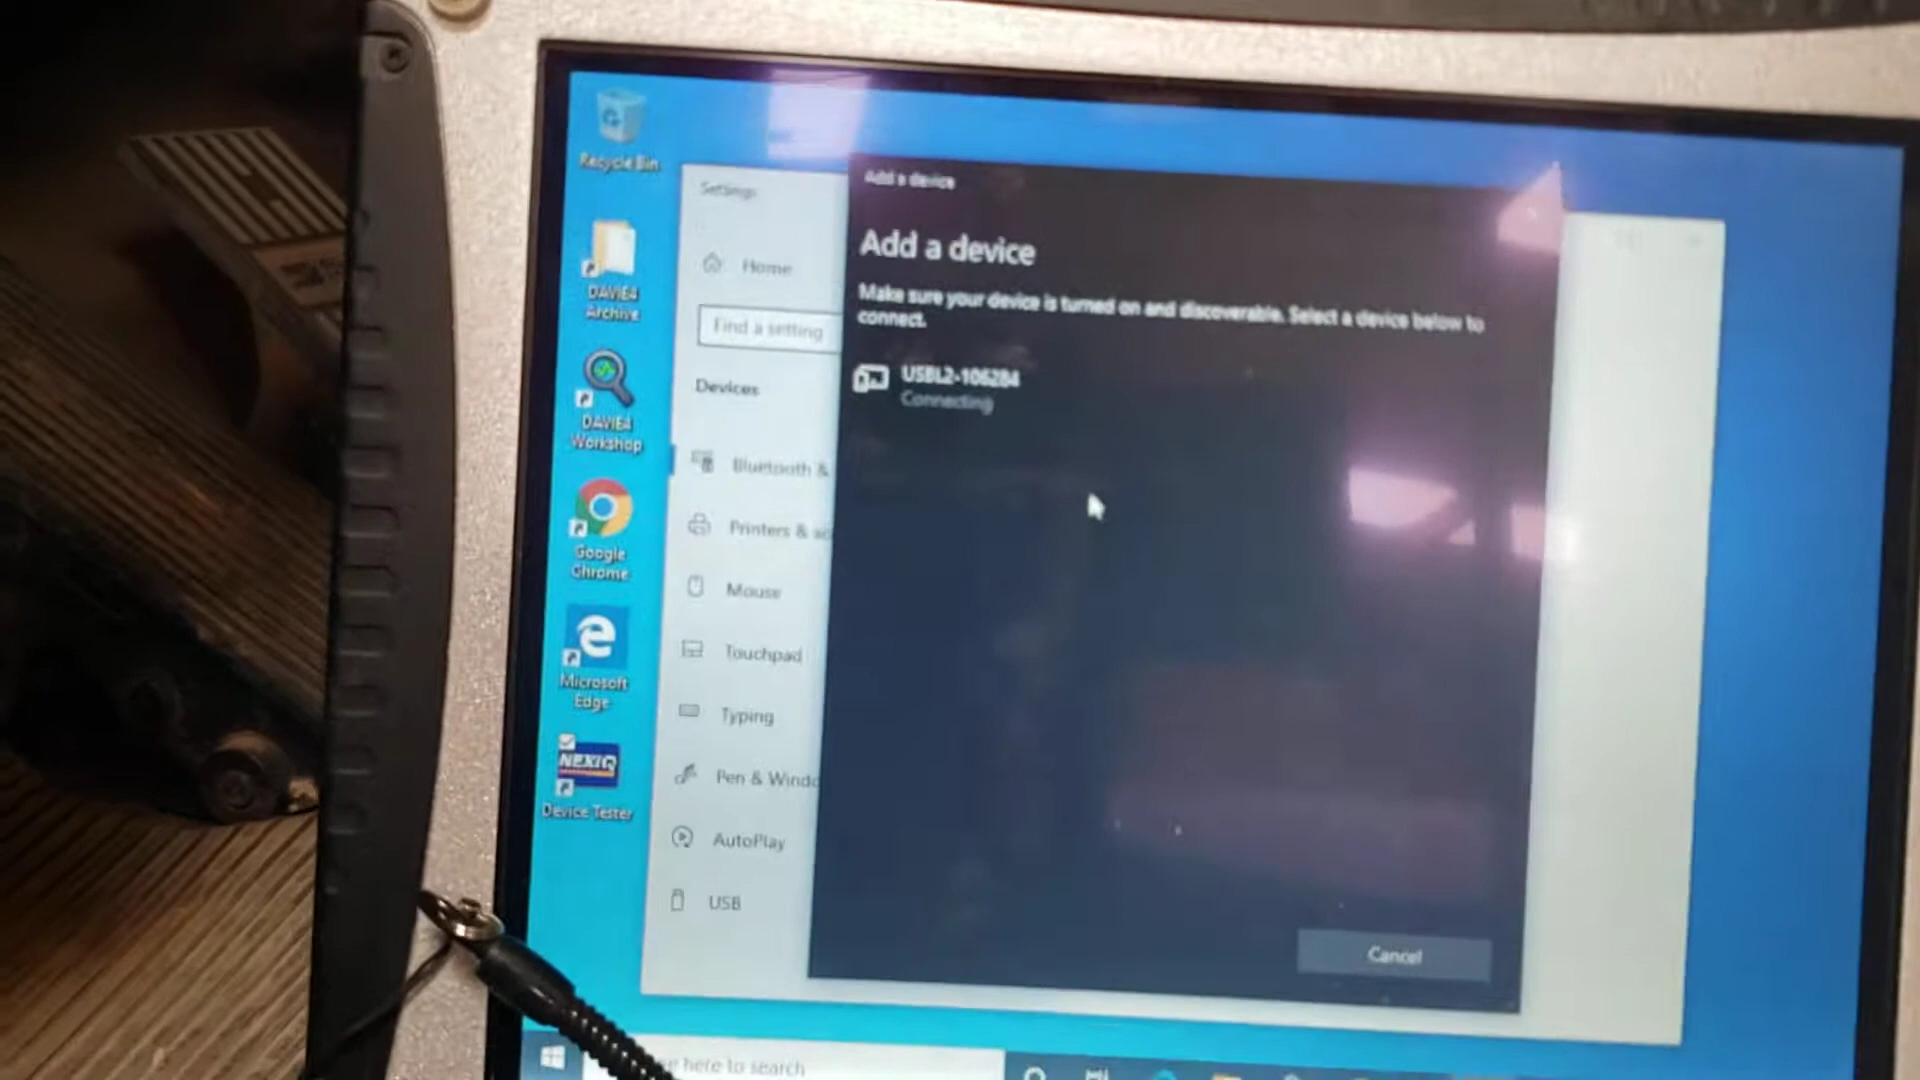 Recycle Bin
DAVIE4
Archive
DAVIE4
Workshop
Google
Chrome
Microsoft
Edge
NEXIQ
Device Tester
Settings
Home
Find a setting
Devices
Bluetooth &
Printers &
Mouse
Touchpad
Typing
Pen & Windo
AutoPlay
USB
Add a device
Add a device
Make sure your device is turned on and discoverable. Select a device below to
connect.
USBL2-106284
Connecting
Cancel
here to search